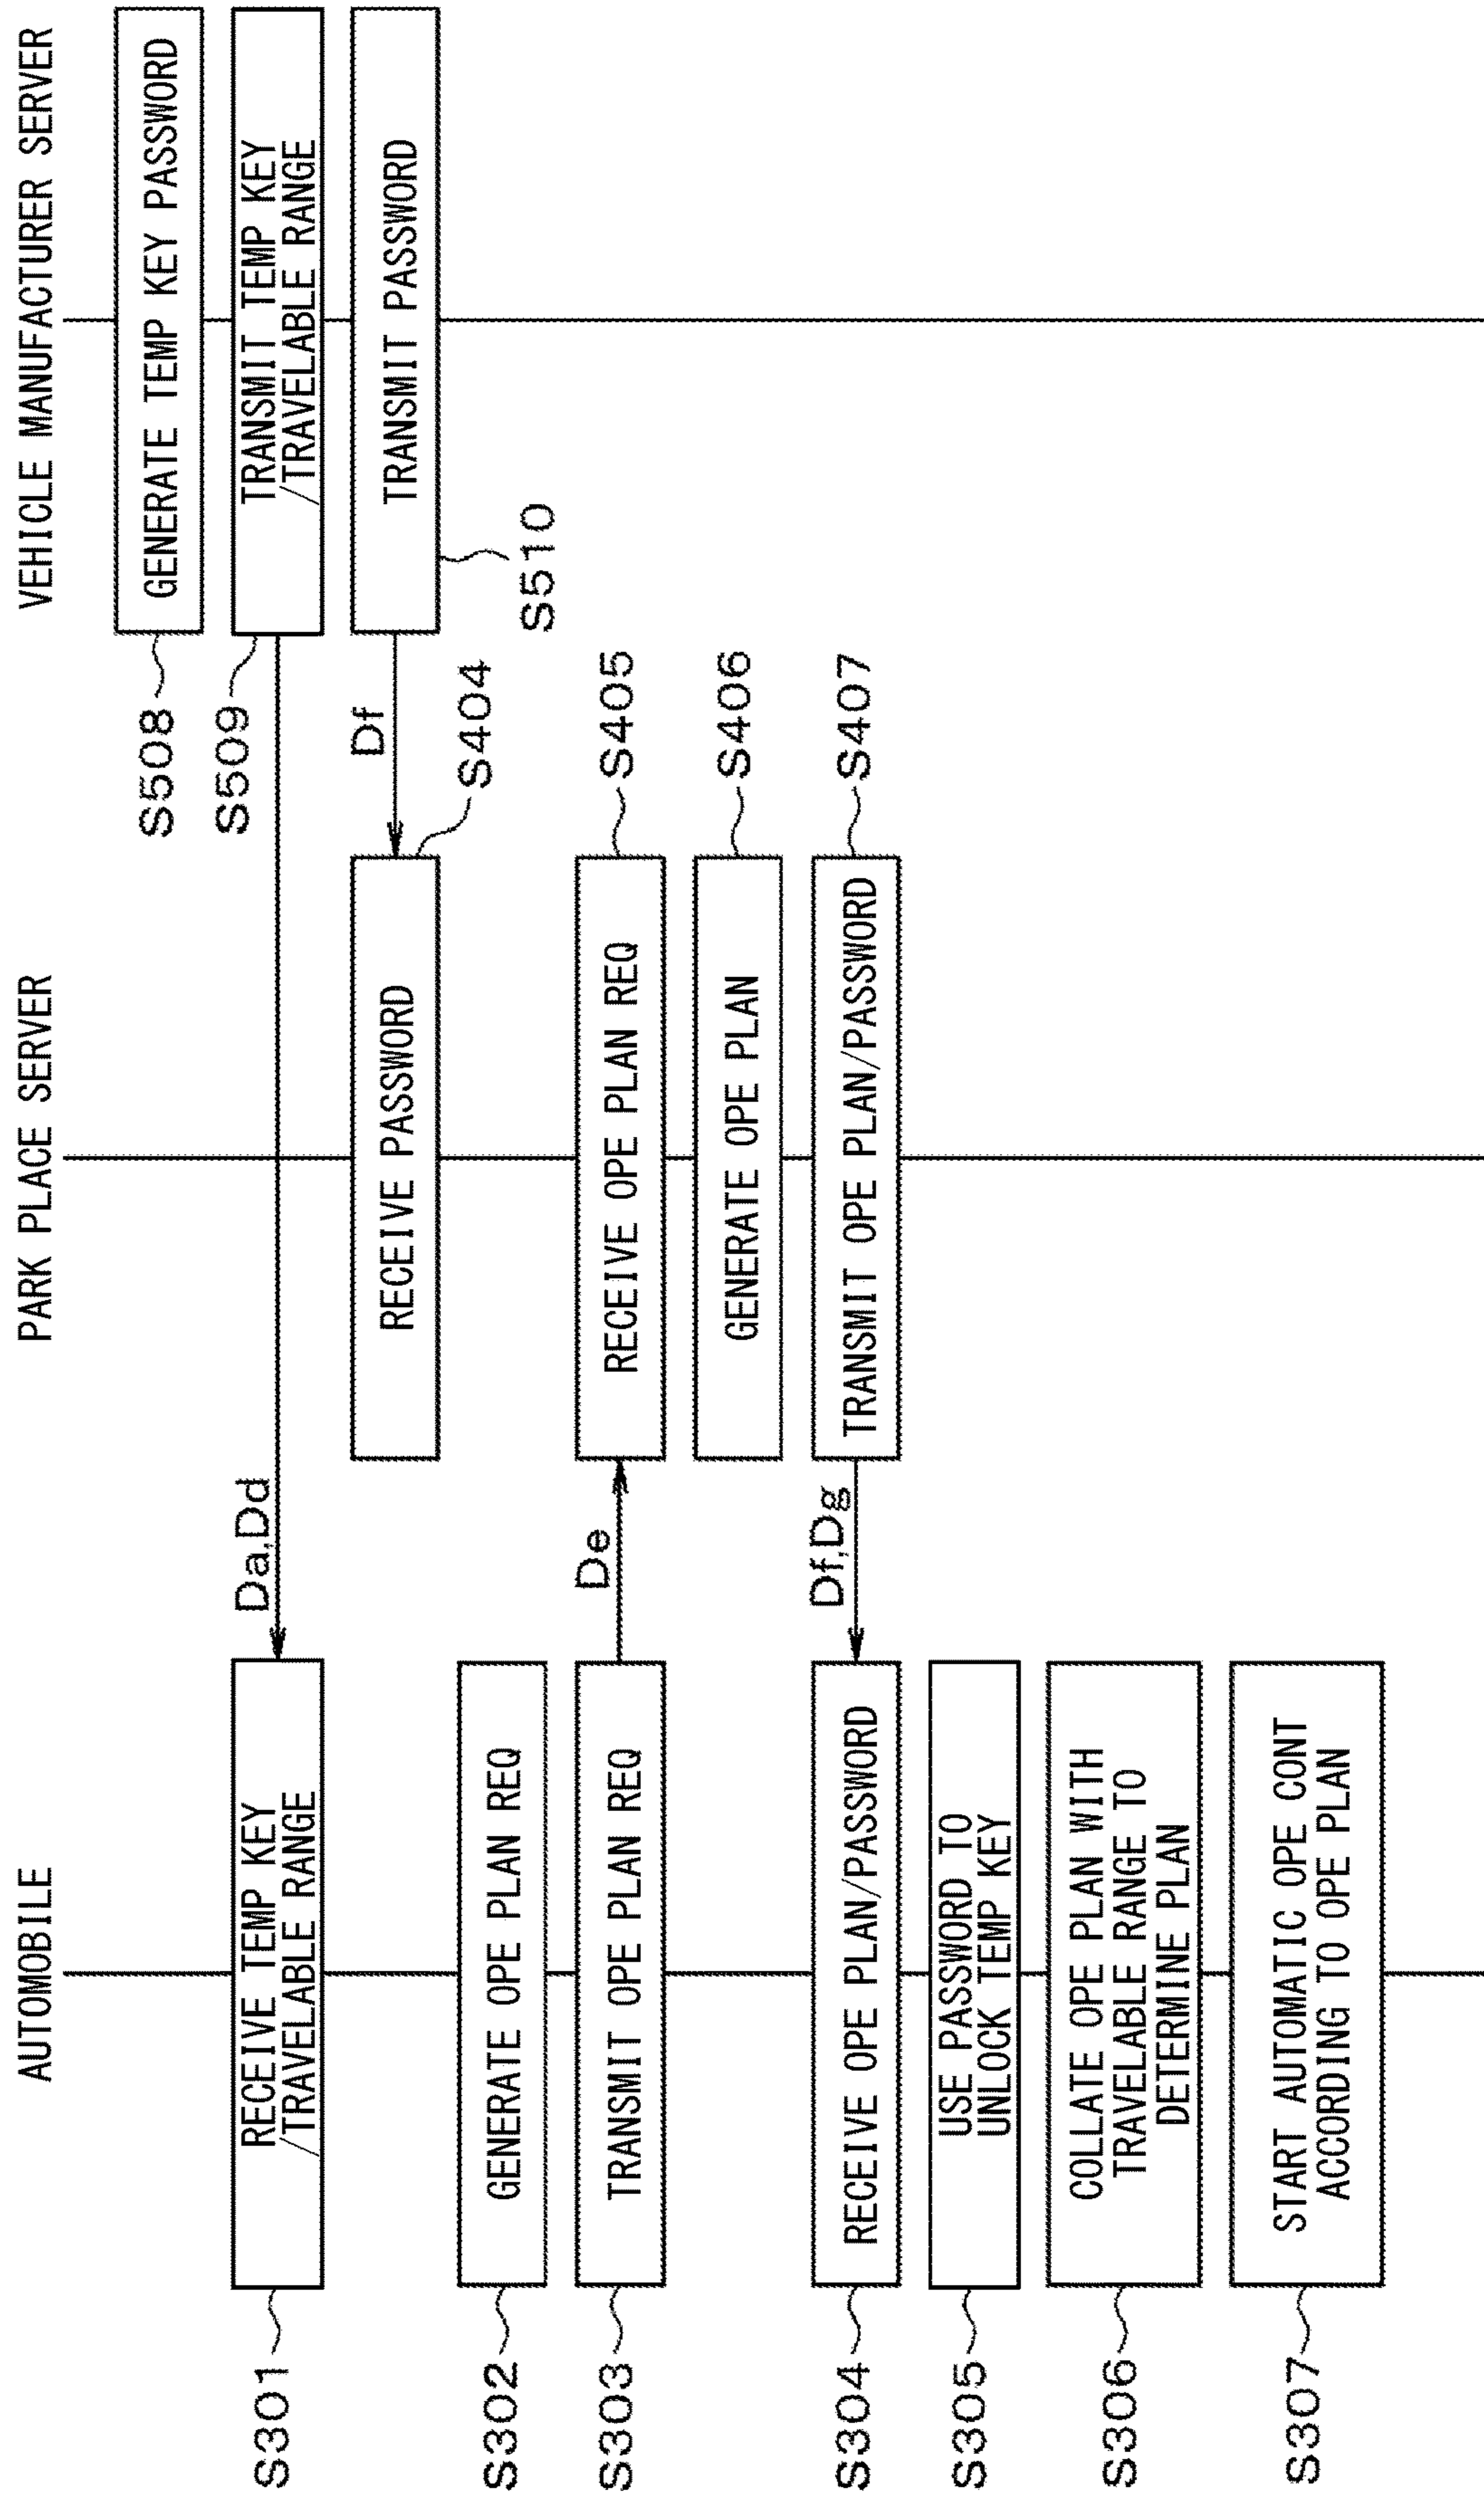 AUTOMOBILE
PARK PLACE SERVER
VEHICLE MANUFACTURER SERVER
GENERATE TEMP KEY PASSWORD
S508
S301
RECEIVE TEMP KEY
/TRAVELABLE RANGE
Da,Dd
S509
TRANSMIT TEMP KEY
/TRAVELABLE RANGE
RECEIVE PASSWORD
S404
Df
TRANSMIT PASSWORD
S510
S302
GENERATE OPE PLAN REQ
S303
TRANSMIT OPE PLAN REQ
De
RECEIVE OPE PLAN REQ
S405
GENERATE OPE PLAN
S406
S304
RECEIVE OPE PLAN/PASSWORD
Df,Dg
TRANSMIT OPE PLAN/PASSWORD
S407
S305
USE PASSWORD TO
UNLOCK TEMP KEY
S306
COLLATE OPE PLAN WITH
TRAVELABLE RANGE TO
DETERMINE PLAN
S307
START AUTOMATIC OPE CONT
ACCORDING TO OPE PLAN